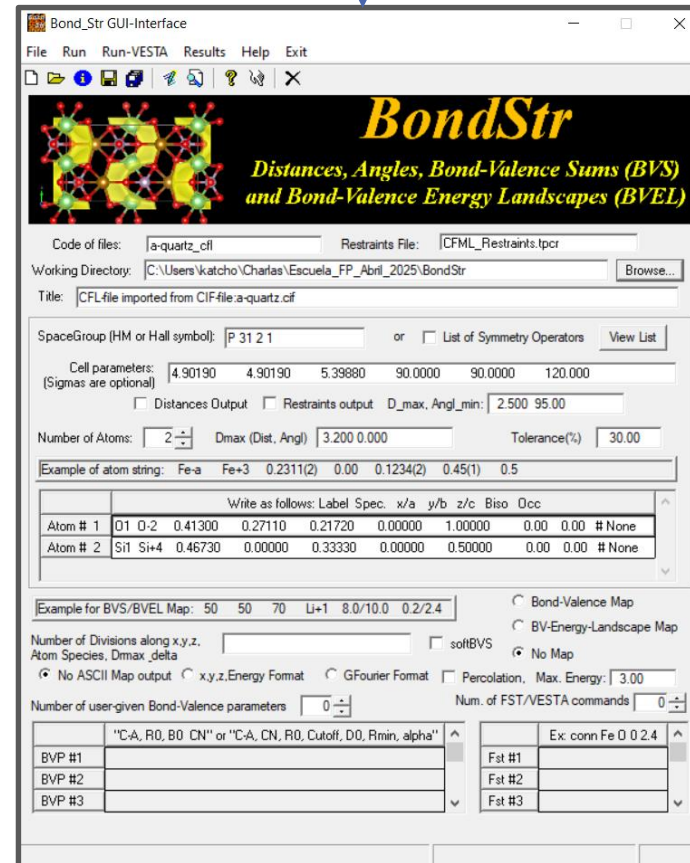 Bond_Str GUI-Interface
File Run Run-VESTA Results Help Exit
BondStr
Distances, Angles, Bond-Valence Sums (BVS)
and Bond-Valence Energy Landscapes (BVEL)
Code of files: a-quartz_cfl Restraints File: CFML_Restraints.tpcr
Working Directory: C:\Users\katcho\Charlas\Escuela_FP_Abril_2025\BondStr Browse...
Title: CFL-file imported from CIF-file:a-quartz.cif
SpaceGroup (HM or Hall symbol): P 31 2 1 or List of Symmetry Operators View List
Cell parameters: 4.90190 4.90190 5.39880 90.0000 90.0000 120.000
(Sigmas are optional)
Distances Output Restraints output D_max, Angl_min: 2.500 95.00
Number of Atoms: 2 Dmax (Dist, Angl) 3.200 0.000 Tolerance(%) 30.00
Example of atom string: Fe-a Fe+3 0.2311(2) 0.00 0.1234(2) 0.45(1) 0.5
Write as follows: Label Spec. x/a y/b z/c Biso Occ
Atom # 1 O1 O-2 0.41300 0.27110 0.21720 0.00000 1.00000 0.00 0.00 # None
Atom # 2 Si1 Si+4 0.46730 0.00000 0.33330 0.00000 0.50000 0.00 0.00 # None
Example for BVS/BVEL Map: 50 50 70 Li+1 8.0/10.0 0.2/2.4
Bond-Valence Map
BV-Energy-Landscape Map
No Map
Number of Divisions along x,y,z,
Atom Species, Drmax _delta
softBVS
No ASCII Map output x,y,z,Energy Format GFourier Format Percolation, Max. Energy: 3.00
Number of user-given Bond-Valence parameters 0 Num. of FST/VESTA commands 0
"C-A, R0, B0 CN" or "C-A, CN, R0, Cutoff, D0, Rmin, alpha" Ex: conn Fe O 0 2.4
BVP #1 Fst #1
BVP #2 Fst #2
BVP #3 Fst #3